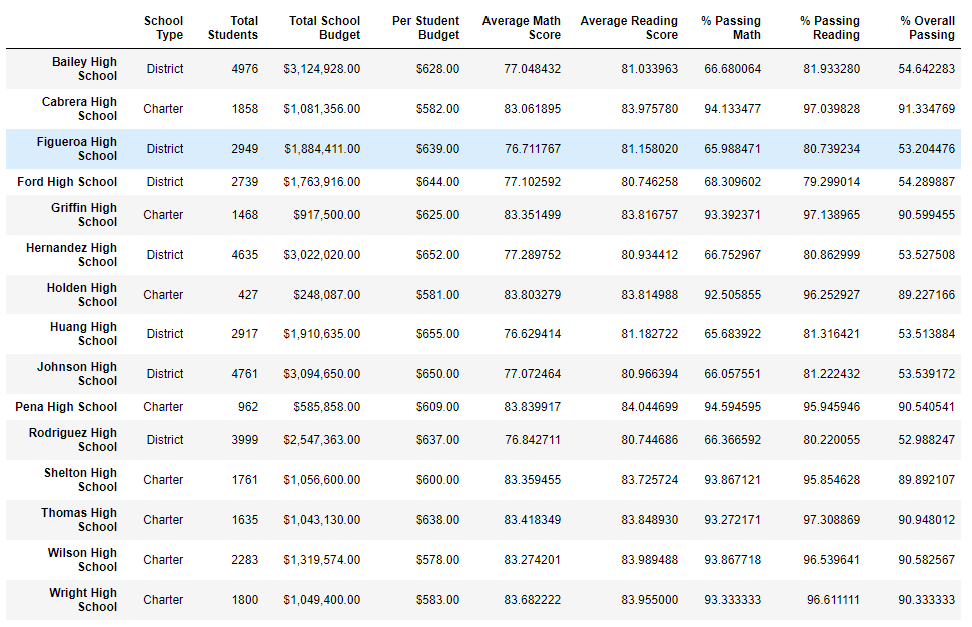 School Type Total Students Total School Budget Per Student Budget Average Math Score Average Reading Score % Passing Math % Passing Reading % Overall Passing
Bailey High School District 4976 $3,124,928.00 $628.00 77.048432 81.033963 66.680064 81.933280 54.642283
Cabrera High School Charter 1858 $1,081,356.00 $582.00 83.061895 83.975780 94.133477 97.039828 91.334769
Figueroa High School District 2949 $1,884,411.00 $639.00 76.711767 81.158020 65.988471 80.739234 53.204476
Ford High School District 2739 $1,763,916.00 $644.00 77.102592 80.746258 68.309602 79.299014 54.289887
Griffin High School Charter 1468 $917,500.00 $625.00 83.351499 83.816757 93.392371 97.138965 90.599455
Hernandez High School District 4635 $3,022,020.00 $652.00 77.289752 80.934412 66.752967 80.862999 53.527508
Holden High School Charter 427 $248,087.00 $581.00 83.803279 83.814988 92.505855 96.252927 89.227166
Huang High School District 2917 $1,910,635.00 $655.00 76.629414 81.182722 65.683922 81.316421 53.513884
Johnson High School District 4761 $3,094,650.00 $650.00 77.072464 80.966394 66.057551 81.222432 53.539172
Pena High School Charter 962 $585,858.00 $609.00 83.839917 84.044699 94.594595 95.945946 90.540541
Rodriguez High School District 3999 $2,547,363.00 $637.00 76.842711 80.744686 66.366592 80.220055 52.988247
Shelton High School Charter 1761 $1,056,600.00 $600.00 83.359455 83.725724 93.867121 95.854628 89.892107
Thomas High School Charter 1635 $1,043,130.00 $638.00 83.418349 83.848930 93.272171 97.308869 90.948012
Wilson High School Charter 2283 $1,319,574.00 $578.00 83.274201 83.989488 93.867718 96.539641 90.582567
Wright High School Charter 1800 $1,049,400.00 $583.00 83.682222 83.955000 93.333333 96.611111 90.333333